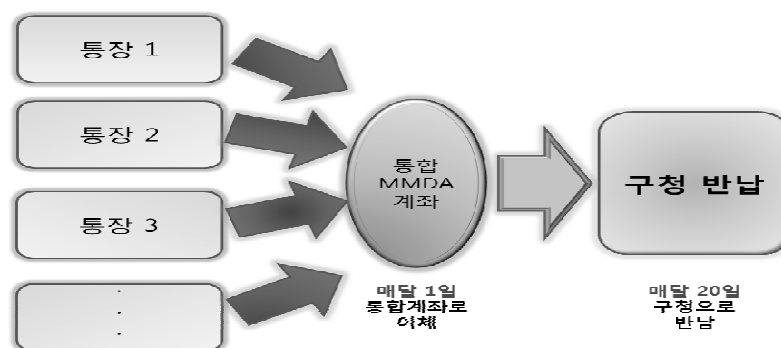 통장 1
통장 2
통장 3
.
.
통합
MMDA
계좌
매달 1일
통합계좌로
이체
구청 반납
매달 20일
구청으로
반납